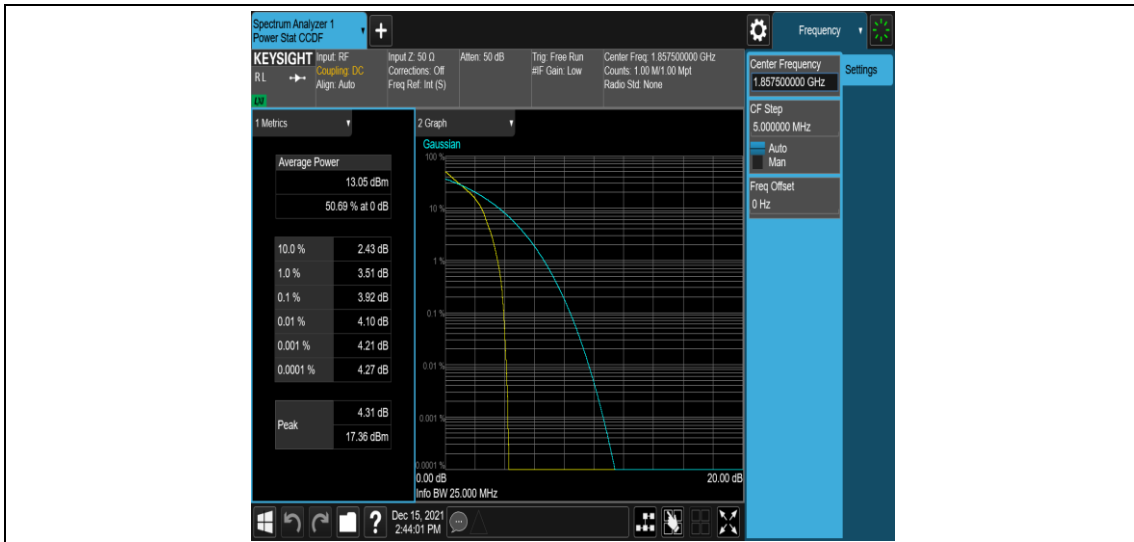 Spectrum Analyzer 1
Power Stat CCDF
Frequency
KEYSIGHT
RL
LXI
Input: RF
Coupling: DC
Align: Auto
Input Z: 50 Ω
Corrections: Off
Freq Ref: Int (S)
Atten: 50 dB
Trig: Free Run
#IF Gain: Low
Center Freq: 1.857500000 GHz
Counts: 1.00 M/1.00 Mpt
Radio Std: None
Center Frequency
1.857500000 GHz
Settings
CF Step
5.000000 MHz
Auto
Man
Freq Offset
0 Hz
1 Metrics
Average Power
13.05 dBm
50.69 % at 0 dB
10.0 % 2.43 dB
1.0 % 3.51 dB
0.1 % 3.92 dB
0.01 % 4.10 dB
0.001 % 4.21 dB
0.0001 % 4.27 dB
Peak
4.31 dB
17.36 dBm
2 Graph
Gaussian
100 %
10 %
1 %
0.1 %
0.01 %
0.001 %
0.0001 %
0.00 dB 20.00 dB
Info BW 25.000 MHz
?
Dec 15, 2021
2:44:01 PM